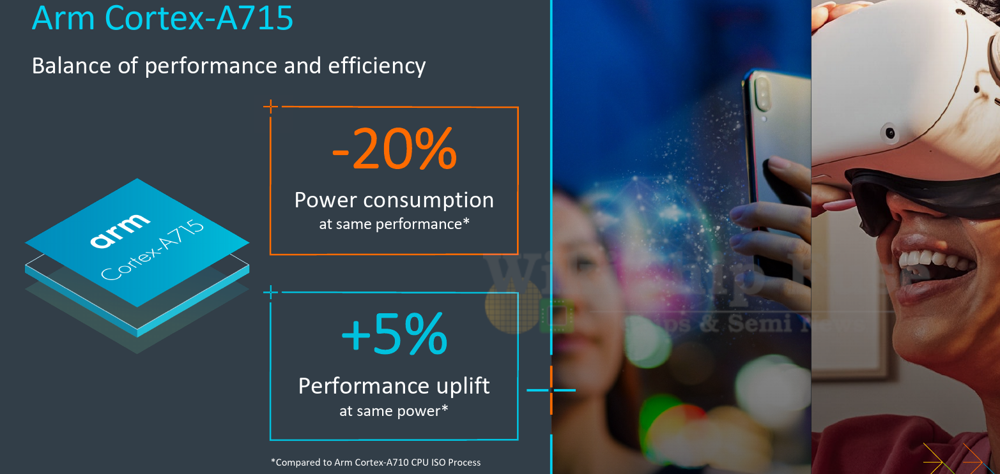 Arm Cortex-A715
Balance of performance and efficiency
-20%
Power consumption
at same performance*
arm
Cortex-A715
+5%
Performance uplift
at same power*
& Semi
*Compared to Arm Cortex-A710 CPU ISO Process